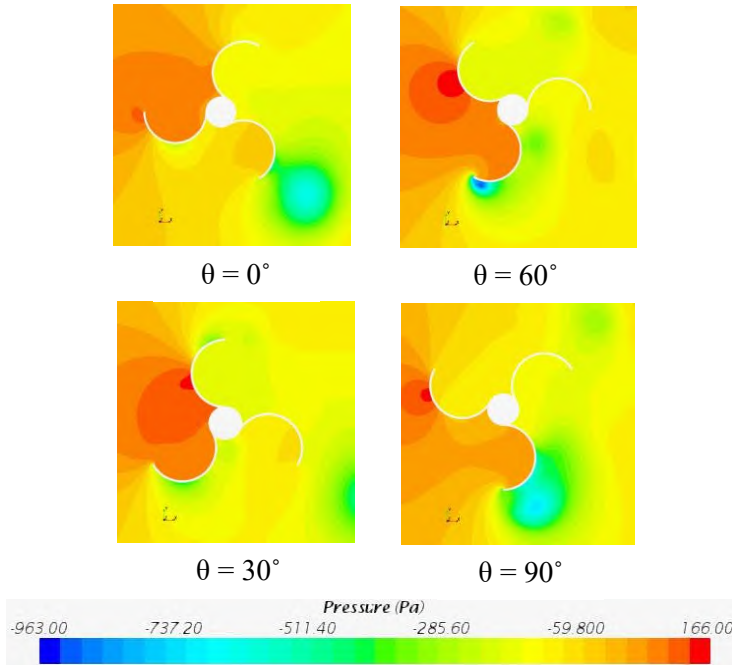 θ = 0˚
θ = 60˚
θ = 30˚
θ = 90˚
Pressure (Pa)
-963.00 -737.20 -511.40 -285.60 -59.800 166.00